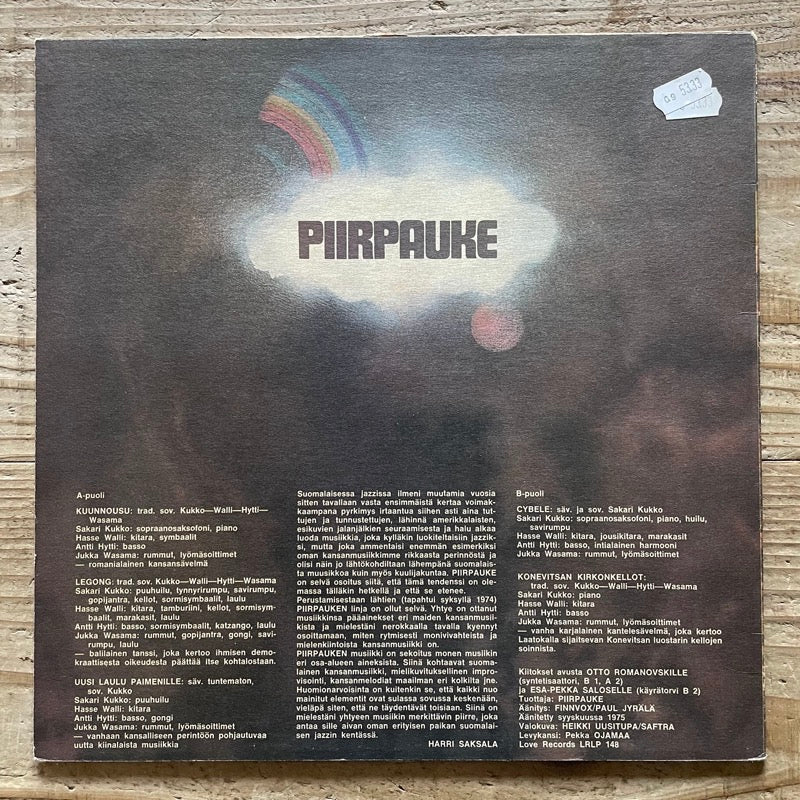 09 5333
PIIRPAUKE
A-puoli
KUUNNOUSU: trad. sov. Kukko—Walli—Hytti—
Wasama
Sakari Kukko: sopraanosaksofoni, piano
Hasse Walli: kitara, symbaalit
Antti Hytti: basso
Jukka Wasama: rummut, lyömäsoittimet
— romanialainen kansansävelmä
LEGONG: trad. sov. Kukko—Walli—Hytti—Wasama
Sakari Kukko: puuhuilu, tynnyrirumpu, savirumpu,
gopijantra, kellot, sormisymbaalit, laulu
Hasse Walli: kitara, tamburiini, kellot, sormisym-
baalit, marakasit, laulu
Antti Hytti: basso, sormisymbaalit, katzango, laulu
Jukka Wasama: rummut, gopijantra, gongi, savi-
rumpu, laulu
— balilainen tanssi, joka kertoo ihmisen demo-
kraattisesta oikeudesta päättää itse kohtalostaan.
UUSI LAULU PAIMENILLE: säv. tuntematon,
sov. Kukko
Sakari Kukko: puuhuilu
Hasse Walli: kitara
Antti Hytti: basso, gongi
Jukka Wasama: rummut, lyömäsoittimet
— vanhaan kansalliseen perintöön pohjautuvaa
uutta kiinalaista musiikkia
Suomalaisessa jazzissa ilmeni muutamia vuosia
sitten tavallaan vasta ensimmäistä kertaa voimak-
kaampana pyrkimys irtaantua siihen asti aina tut-
tujen ja tunnustettujen, lähinnä amerikkalaisten,
esikuvien jalanjälkien seuraamisesta ja halu alkaa
luoda musiikkia, joka kylläkin luokiteltaisiin jazzik-
si, mutta joka ammentaisi enemmän esimerkiksi
oman kansanmusiikkimme rikkaasta perinnöstä ja
olisi näin jo lähtökohdiltaan lähempänä suomalais-
ta muusikkoa kuin myös kuulijakuntaa. PIIRPAUKE
on selvä osoitus siitä, että tämä tendenssi on ole-
massa tälläkin hetkellä ja että se etenee.
Perustamisestaan lähtien (tapahtui syksyllä 1974)
PIIRPAUKEN linja on ollut selvä. Yhtye on ottanut
musiikkinsa pääainekset eri maiden kansanmusii-
kista ja mielestäni nerokkaalla tavalla kyennyt
osoittamaan, miten rytmisesti monivivahteista ja
mielenkiintoista kansanmusiikki on.
PIIRPAUKEN musiikki on sekoitus monen musiikin
eri osa-alueen aineksista. Siinä kohtaavat suoma-
lainen kansanmusiikki, mielikuvituksellinen impro-
visointi, kansanmelodiat maailman eri kolkilta jne.
Huomionarvoisinta on kuitenkin se, että kaikki nuo
mainitut elementit ovat sulassa sovussa keskenään,
vieläpä siten, että ne täydentävät toisiaan. Siinä on
mielestäni yhtyeen musiikin merkittävin piirre, joka
antaa sille aivan oman erityisen paikan suomalai-
sen jazzin kentässä.
HARRI SAKSALA
B-puoli
CYBELE: säv. ja sov. Sakari Kukko
Sakari Kukko: sopraanosaksofoni, piano, huilu,
savirumpu
Hasse Walli: kitara, jousikitara, marakasit
Antti Hytti: basso, intialainen harmooni
Jukka Wasama: rummut, lyömäsoittimet
KONEVITSAN KIRKONKELLOT;
trad. sov. Kukko—Walli—Hytti—Wasama
Sakari Kukko: piano
Hasse Walli: kitara
Antti Hytti: basso
Jukka Wasama: rummut, lyömäsoittimet
— vanha karjalainen kantelesävelmä, joka kertoo
Laatokalla sijaitsevan Konevitsan luostarin kellojen
soinnista.
Kiitokset avusta OTTO ROMANOVSKILLE
(syntetisaattori, B 1, A 2)
ja ESA-PEKKA SALOSELLE (käyrätorvi B 2)
Tuottaja: PIIRPAUKE
Äänitys: FINNVOX/PAUL JYRÄLÄ
Äänitetty syyskuussa 1975
Valokuva: HEIKKI UUSITUPA/SAFTRA
Levykansi: Pekka OJAMAA
Love Records LRLP 148